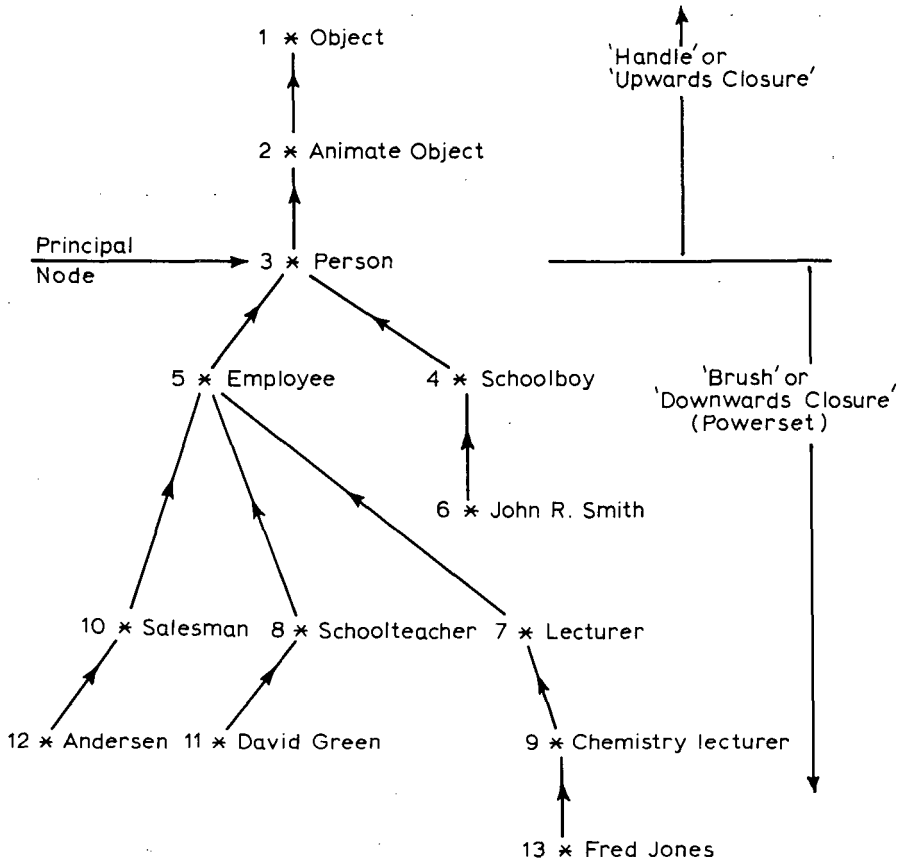 1 * Object
'Handle' or
'Upwards Closure'
2 * Animate Object
Principal
Node
3 * Person
5 * Employee
4 * Schoolboy
'Brush' or
'Downwards Closure'
(Powerset)
6 * John R. Smith
10 * Salesman
8 * Schoolteacher
7 * Lecturer
12 * Andersen
11 * David Green
9 * Chemistry lecturer
13 * Fred Jones